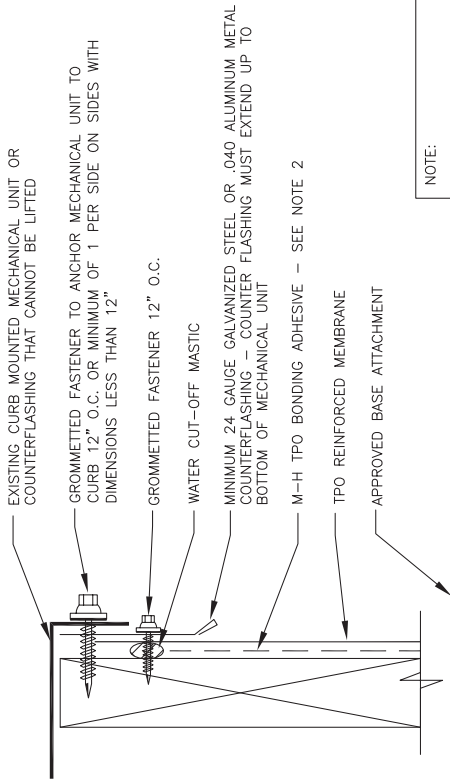 EXISTING CURB MOUNTED MECHANICAL UNIT OR
COUNTERFLASHING THAT CANNOT BE LIFTED
GROMMETTED FASTENER TO ANCHOR MECHANICAL UNIT TO
CURB 12" O.C. OR MINIMUM OF 1 PER SIDE ON SIDES WITH
DIMENSIONS LESS THAN 12"
GROMMETTED FASTENER 12" O.C.
WATER CUT-OFF MASTIC
MINIMUM 24 GAUGE GALVANIZED STEEL OR .040 ALUMINUM METAL
COUNTERFLASHING – COUNTER FLASHING MUST EXTEND UP TO
BOTTOM OF MECHANICAL UNIT
M-H TPO BONDING ADHESIVE – SEE NOTE 2
TPO REINFORCED MEMBRANE
APPROVED BASE ATTACHMENT
NOTE: